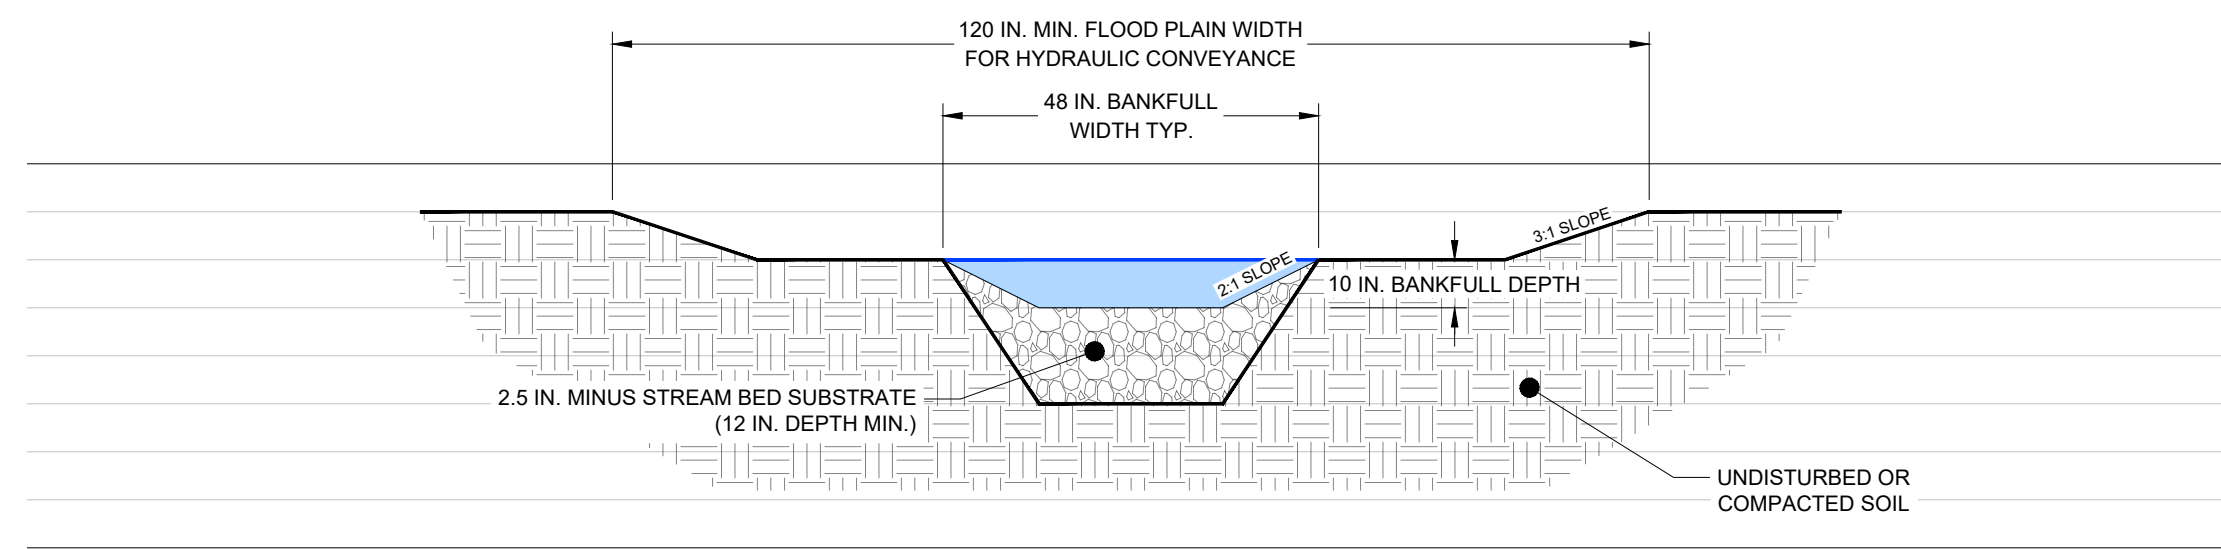 120 IN. MIN. FLOOD PLAIN WIDTH
FOR HYDRAULIC CONVEYANCE
48 IN. BANKFULL
WIDTH TYP.
3:1 SLOPE
2:1 SLOPE
10 IN. BANKFULL DEPTH
2.5 IN. MINUS STREAM BED SUBSTRATE
(12 IN. DEPTH MIN.)
UNDISTURBED OR
COMPACTED SOIL